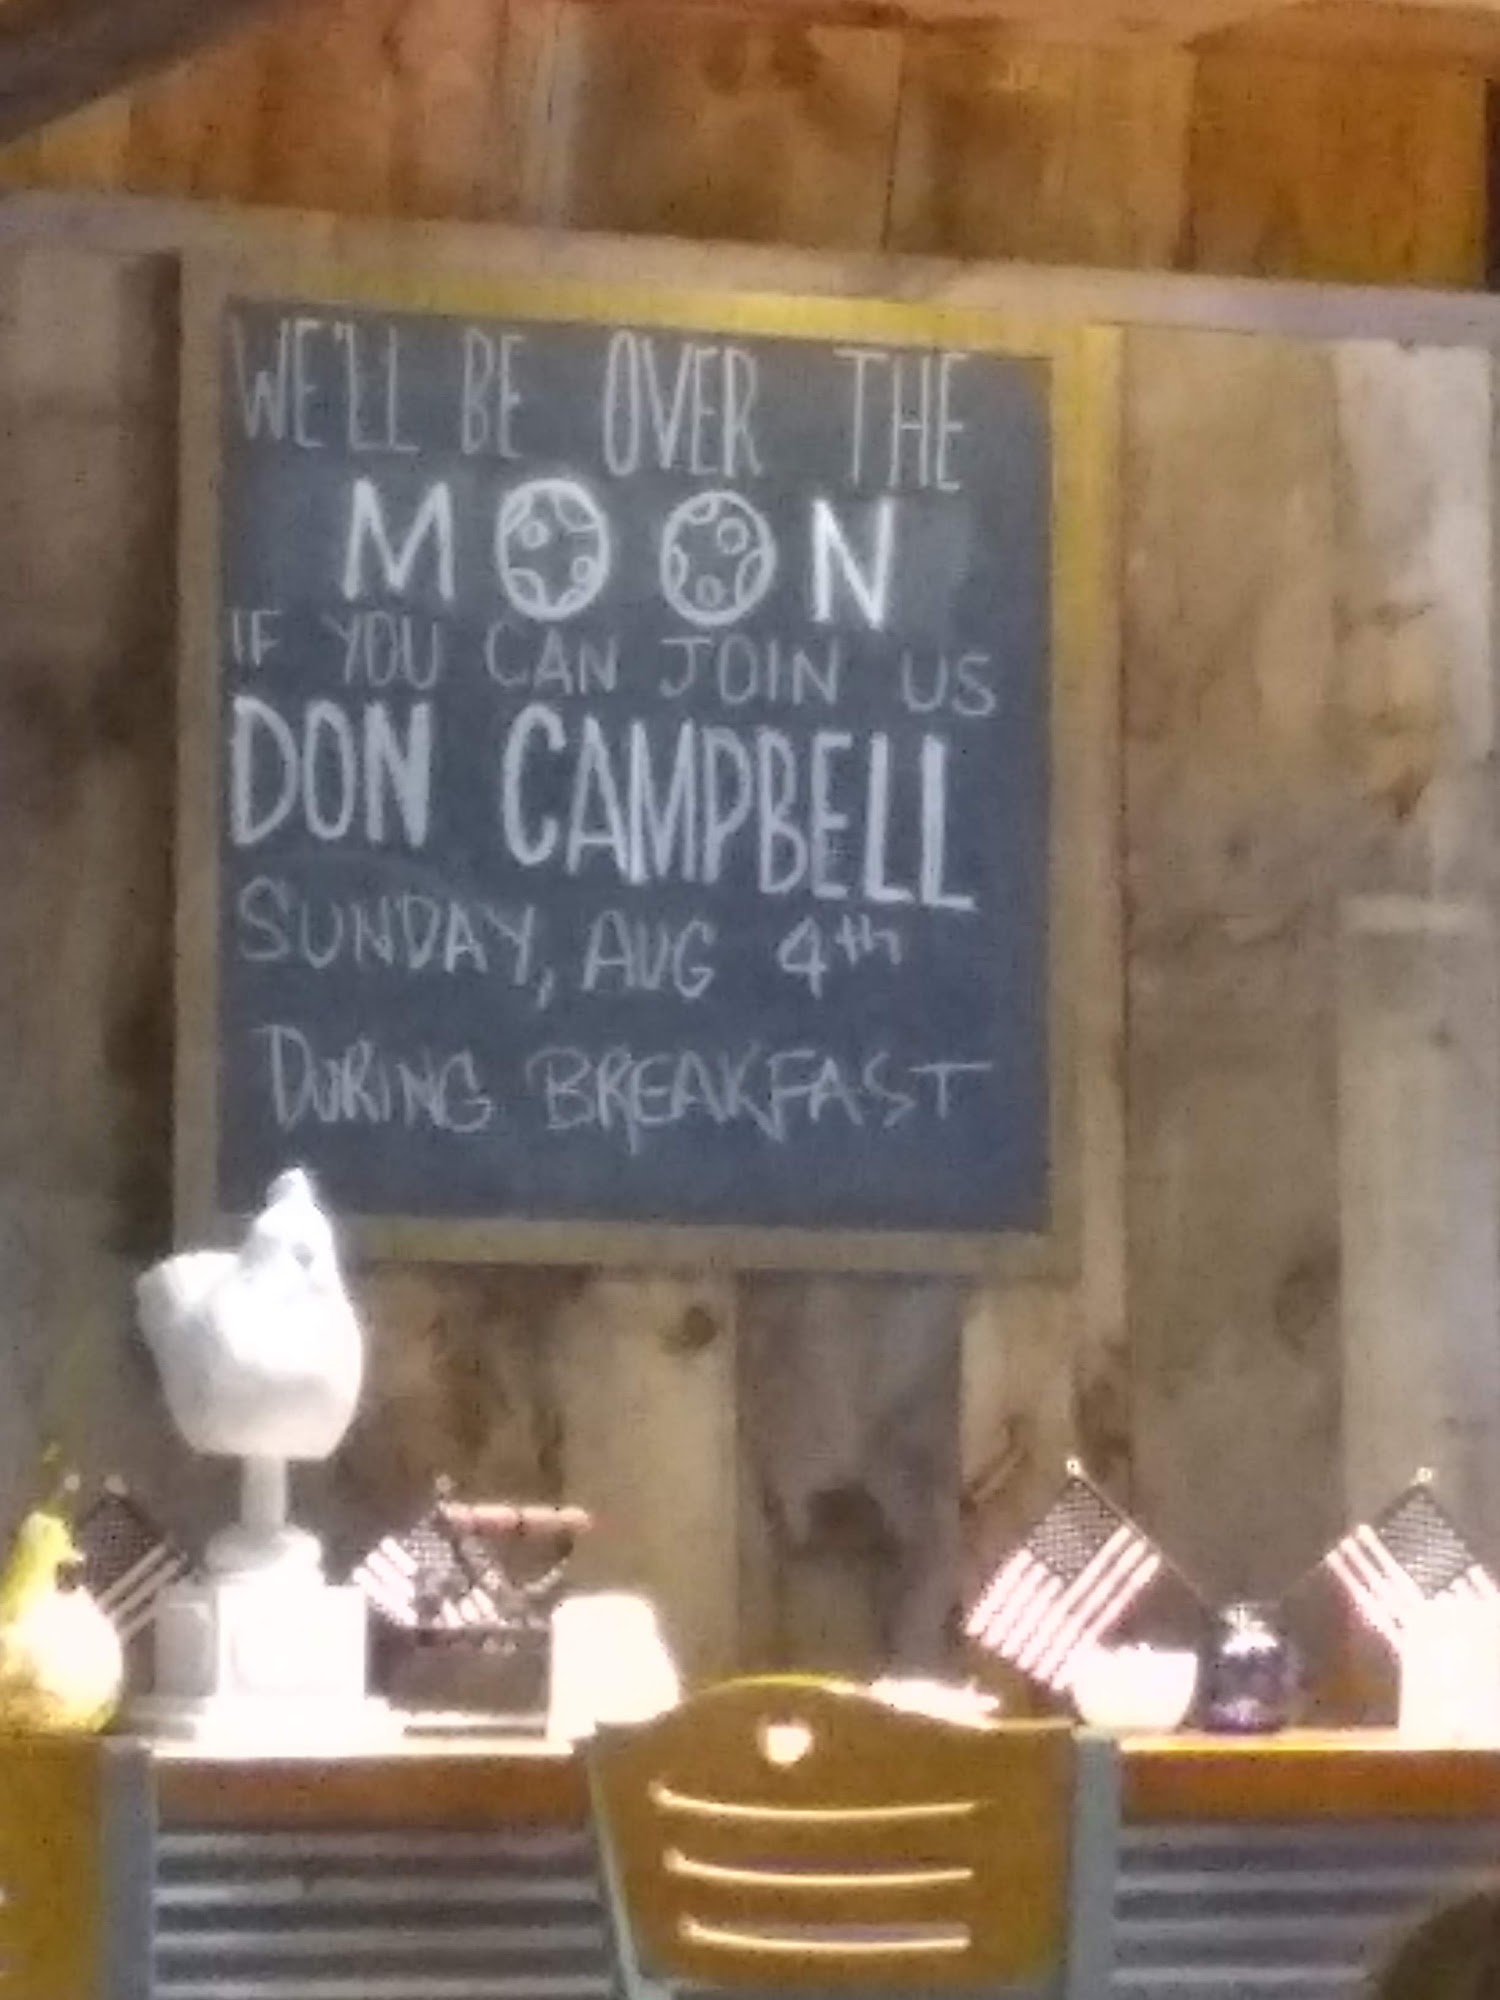 WE'LL BE OVER THE
MOON
IF YOU CAN JOIN US
DON CAMPBELL
SUNDAY, AUG 4th
DURING BREAKFAST